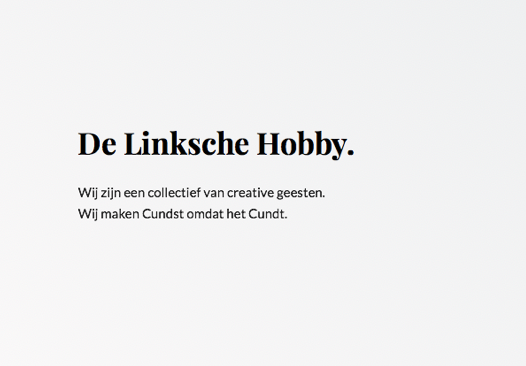 De Linksche Hobby.
Wij zijn een collectief van creative geesten.
Wij maken Cundst omdat het Cundt.